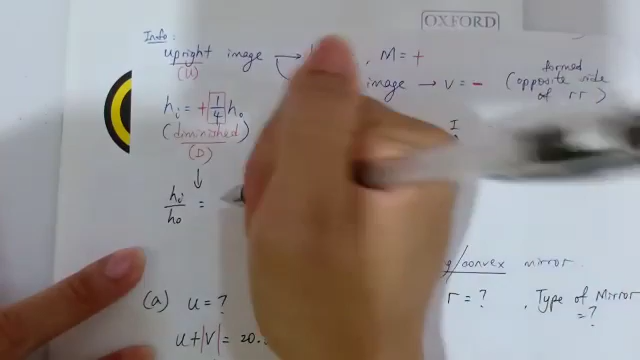 OXFORD
Info:
upright image → , M = +
(U)
image → v = - (formed opposite side of rr)
hi = + 1/4 ho
(diminished)
(D)
hi/ho =
/convex mirror
(a) u = ? r = ? , Type of Mirror = ?
u + |v| = 20.